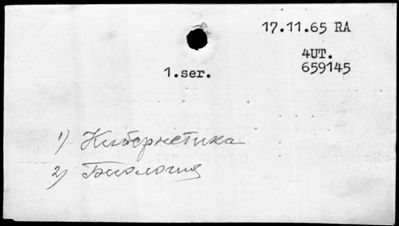 17.11.65 RA
4UT.
659145
1.ser.
1) Кибернетика
2) Биология